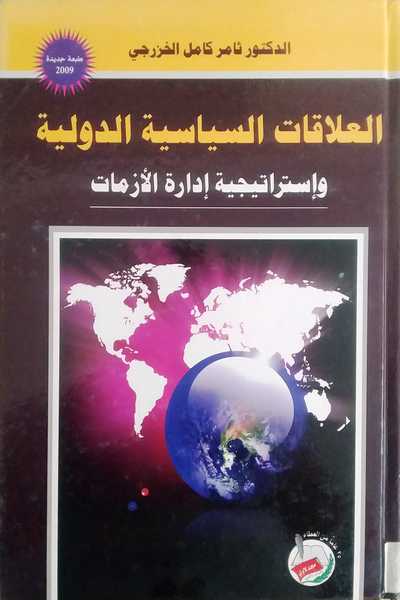 الدكتور ثامر كامل الخزرجي
طبعة جديدة
2009
العلاقات السياسية الدولية
وإستراتيجية إدارة الأزمات